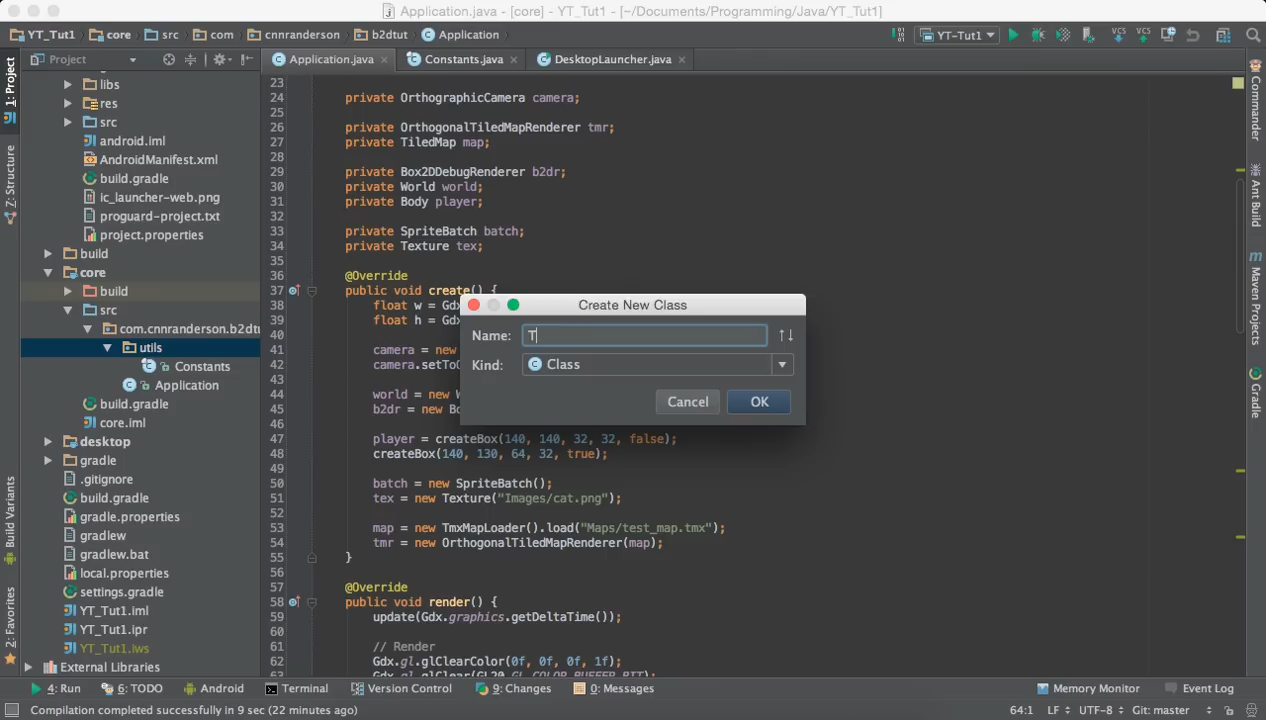 Application.java - [core] - YT_Tut1 - [~/Documents/Programming/Java/YT_Tut1]
YT_Tut1 core src com cnnranderson b2dtut Application YT-Tut1
Project Application.java Constants.java DesktopLauncher.java
1: Project
Z: Structure
Build Variants
2: Favorites
libs
res
src
android.iml
AndroidManifest.xml
build.gradle
ic_launcher-web.png
proguard-project.txt
project.properties
build
core
build
src
com.cnnranderson.b2dtu
utils
Constants
Application
build.gradle
core.iml
desktop
gradle
.gitignore
build.gradle
gradle.properties
gradlew
gradlew.bat
local.properties
settings.gradle
YT_Tut1.iml
YT_Tut1.ipr
YT_Tut1.iws
External Libraries
23
24 private OrthographicCamera camera;
25
26 private OrthogonalTiledMapRenderer tmr;
27 private TiledMap map;
28
29 private Box2DDebugRenderer b2dr;
30 private World world;
31 private Body player;
32
33 private SpriteBatch batch;
34 private Texture tex;
35
36 @Override
37 public void create() {
38 float w = Gdx
39 float h = Gdx
40
41 camera = new
42 camera.setToO
43
44 world = new W
45 b2dr = new Bo
46
47 player = createBox(140, 140, 32, 32, false);
48 createBox(140, 130, 64, 32, true);
49
50 batch = new SpriteBatch();
51 tex = new Texture("Images/cat.png");
52
53 map = new TmxMapLoader().load("Maps/test_map.tmx");
54 tmr = new OrthogonalTiledMapRenderer(map);
55 }
56
57 @Override
58 public void render() {
59 update(Gdx.graphics.getDeltaTime());
60
61 // Render
62 Gdx.gl.glClearColor(0f, 0f, 0f, 1f);
63 Gdx.gl.glClear(GL20.GL_COLOR_BUFFER_BIT);
Create New Class
Name: T
Kind: Class
Cancel OK
Commander
Ant Build
Maven Projects
Gradle
4: Run 6: TODO Android Terminal Version Control 9: Changes 0: Messages Memory Monitor Event Log
Compilation completed successfully in 9 sec (22 minutes ago) 64:1 LF UTF-8 Git: master